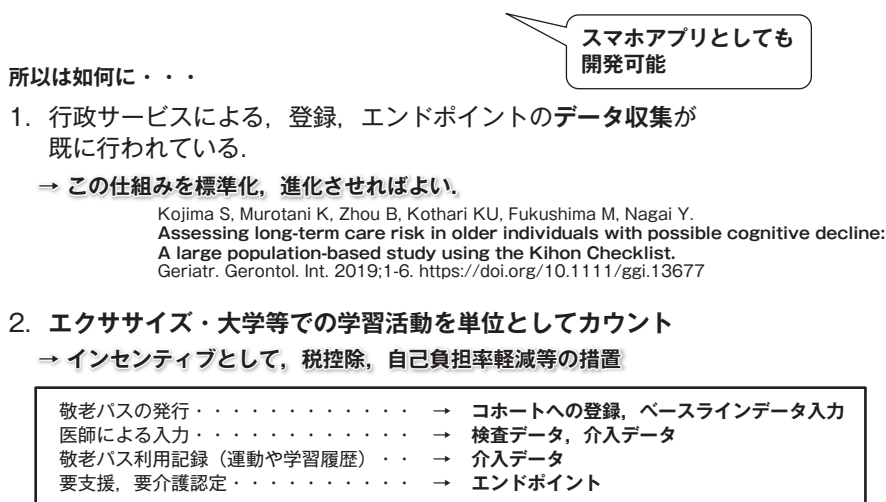 スマホアプリとしても
開発可能
所以は如何に・・・
1. 行政サービスによる，登録，エンドポイントのデータ収集が
既に行われている．
→ この仕組みを標準化，進化させればよい．
Kojima S, Murotani K, Zhou B, Kothari KU, Fukushima M, Nagai Y.
Assessing long-term care risk in older individuals with possible cognitive decline:
A large population-based study using the Kihon Checklist.
Geriatr. Gerontol. Int. 2019;1-6. https://doi.org/10.1111/ggi.13677
2. エクササイズ・大学等での学習活動を単位としてカウント
→ インセンティブとして，税控除，自己負担率軽減等の措置
敬老パスの発行・・・・・・・・・・・・ → コホートへの登録，ベースラインデータ入力
医師による入力・・・・・・・・・・・・ → 検査データ，介入データ
敬老パス利用記録（運動や学習履歴）・・ → 介入データ
要支援，要介護認定・・・・・・・・・・ → エンドポイント